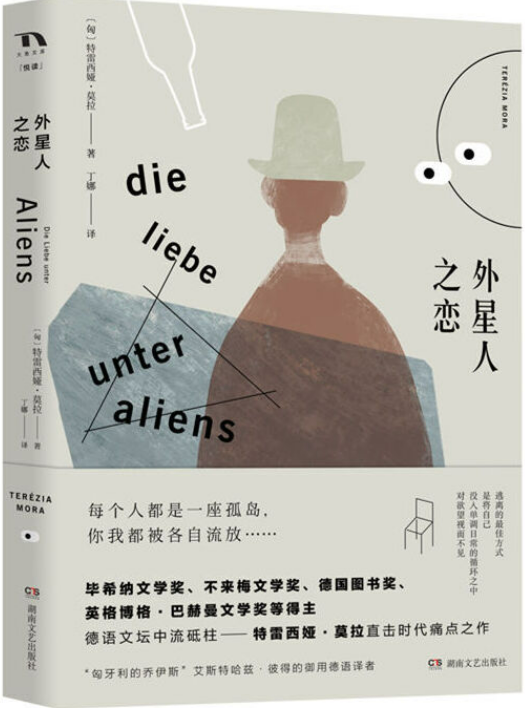 大鱼文库
「悦读」
外星人
之恋
Die Liebe unter
Aliens
〔匈〕特雷西娅·莫拉——著
丁娜——译
TERÉZIA
MORA
湖南文艺出版社
〔匈〕特雷西娅·莫拉——著 丁娜——译
TERÉZIA
MORA
die
liebe
unter
aliens
外星人
之恋
每个人都是一座孤岛，
你我都被各自流放……
逃离的最佳方式
是将自己
没入单调日常的循环之中
对欲望视而不见
毕希纳文学奖、不来梅文学奖、德国图书奖、
英格博格·巴赫曼文学奖等得主
德语文坛中流砥柱——特雷西娅·莫拉直击时代痛点之作
“匈牙利的乔伊斯”艾斯特哈兹·彼得的御用德语译者
湖南文艺出版社